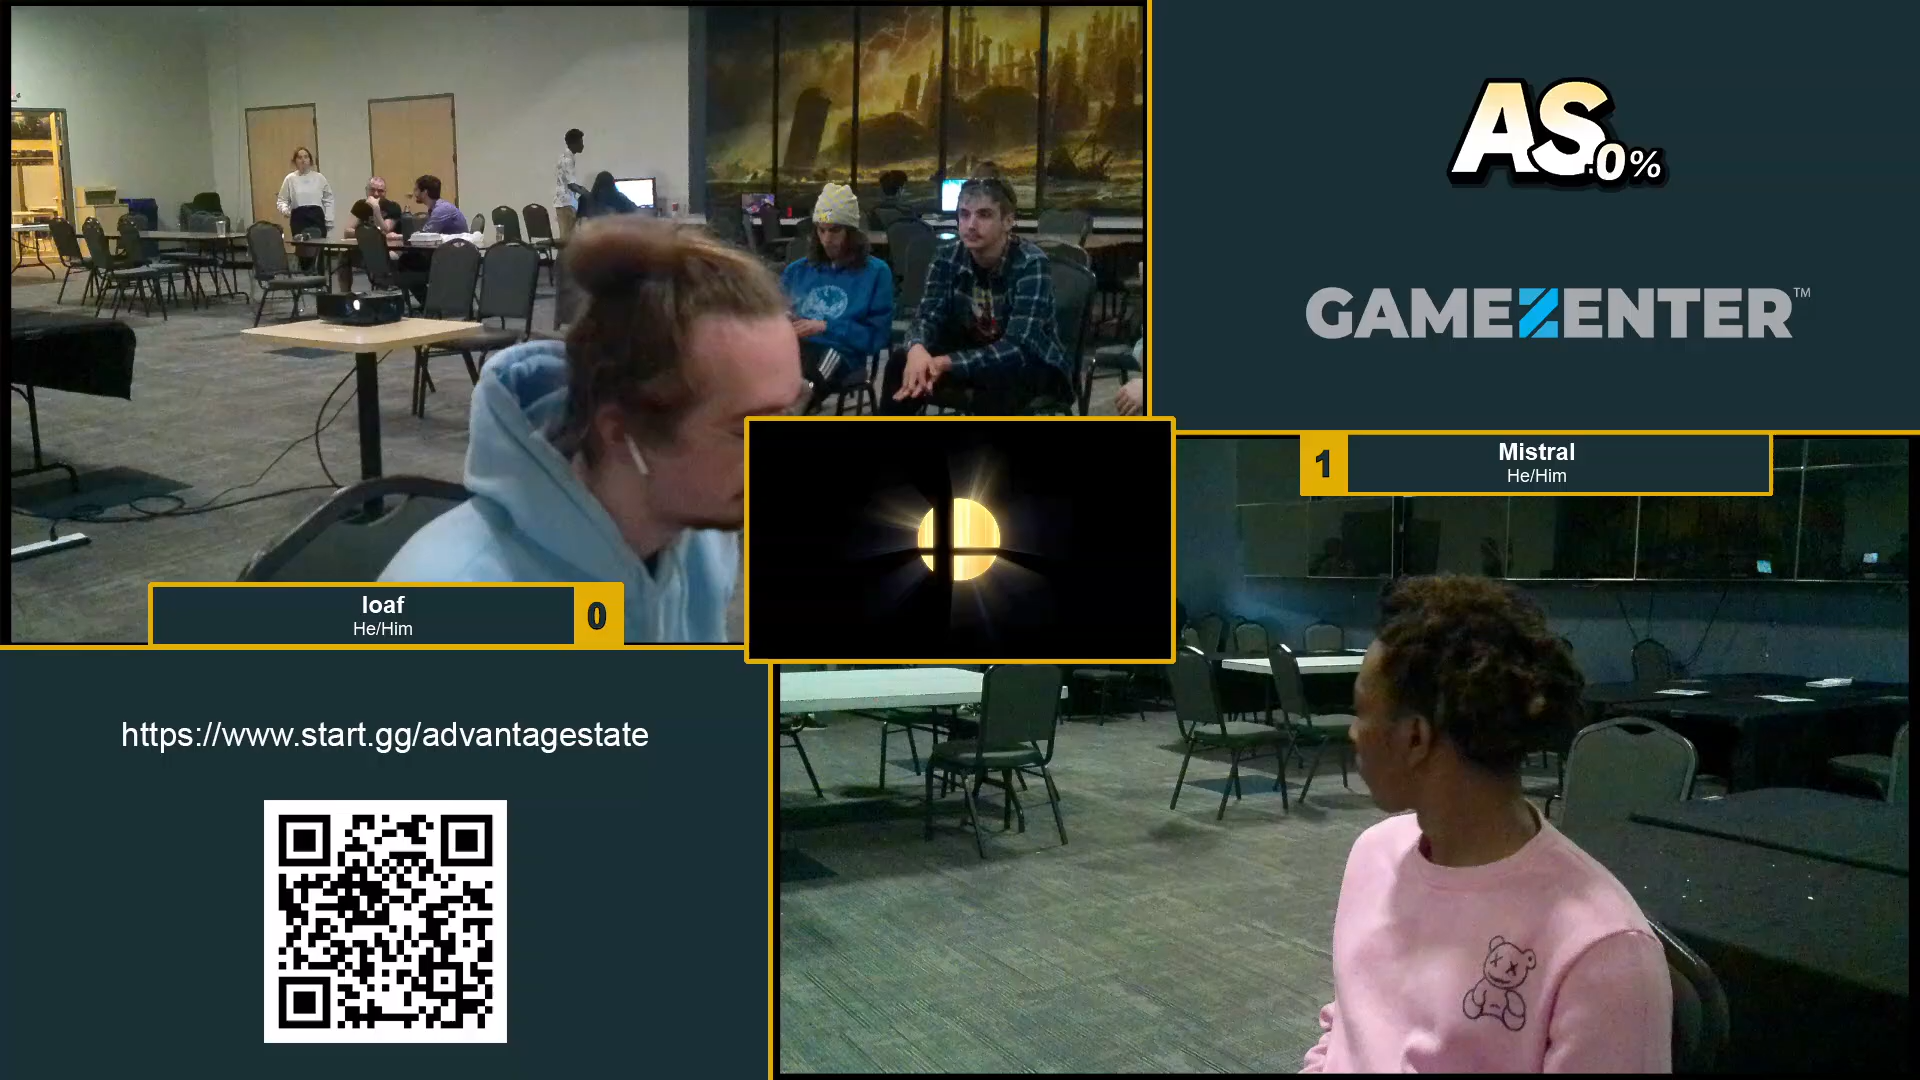 AS.0%
GAMEZENTER™
1
Mistral
He/Him
loaf
He/Him
0
https://www.start.gg/advantagestate